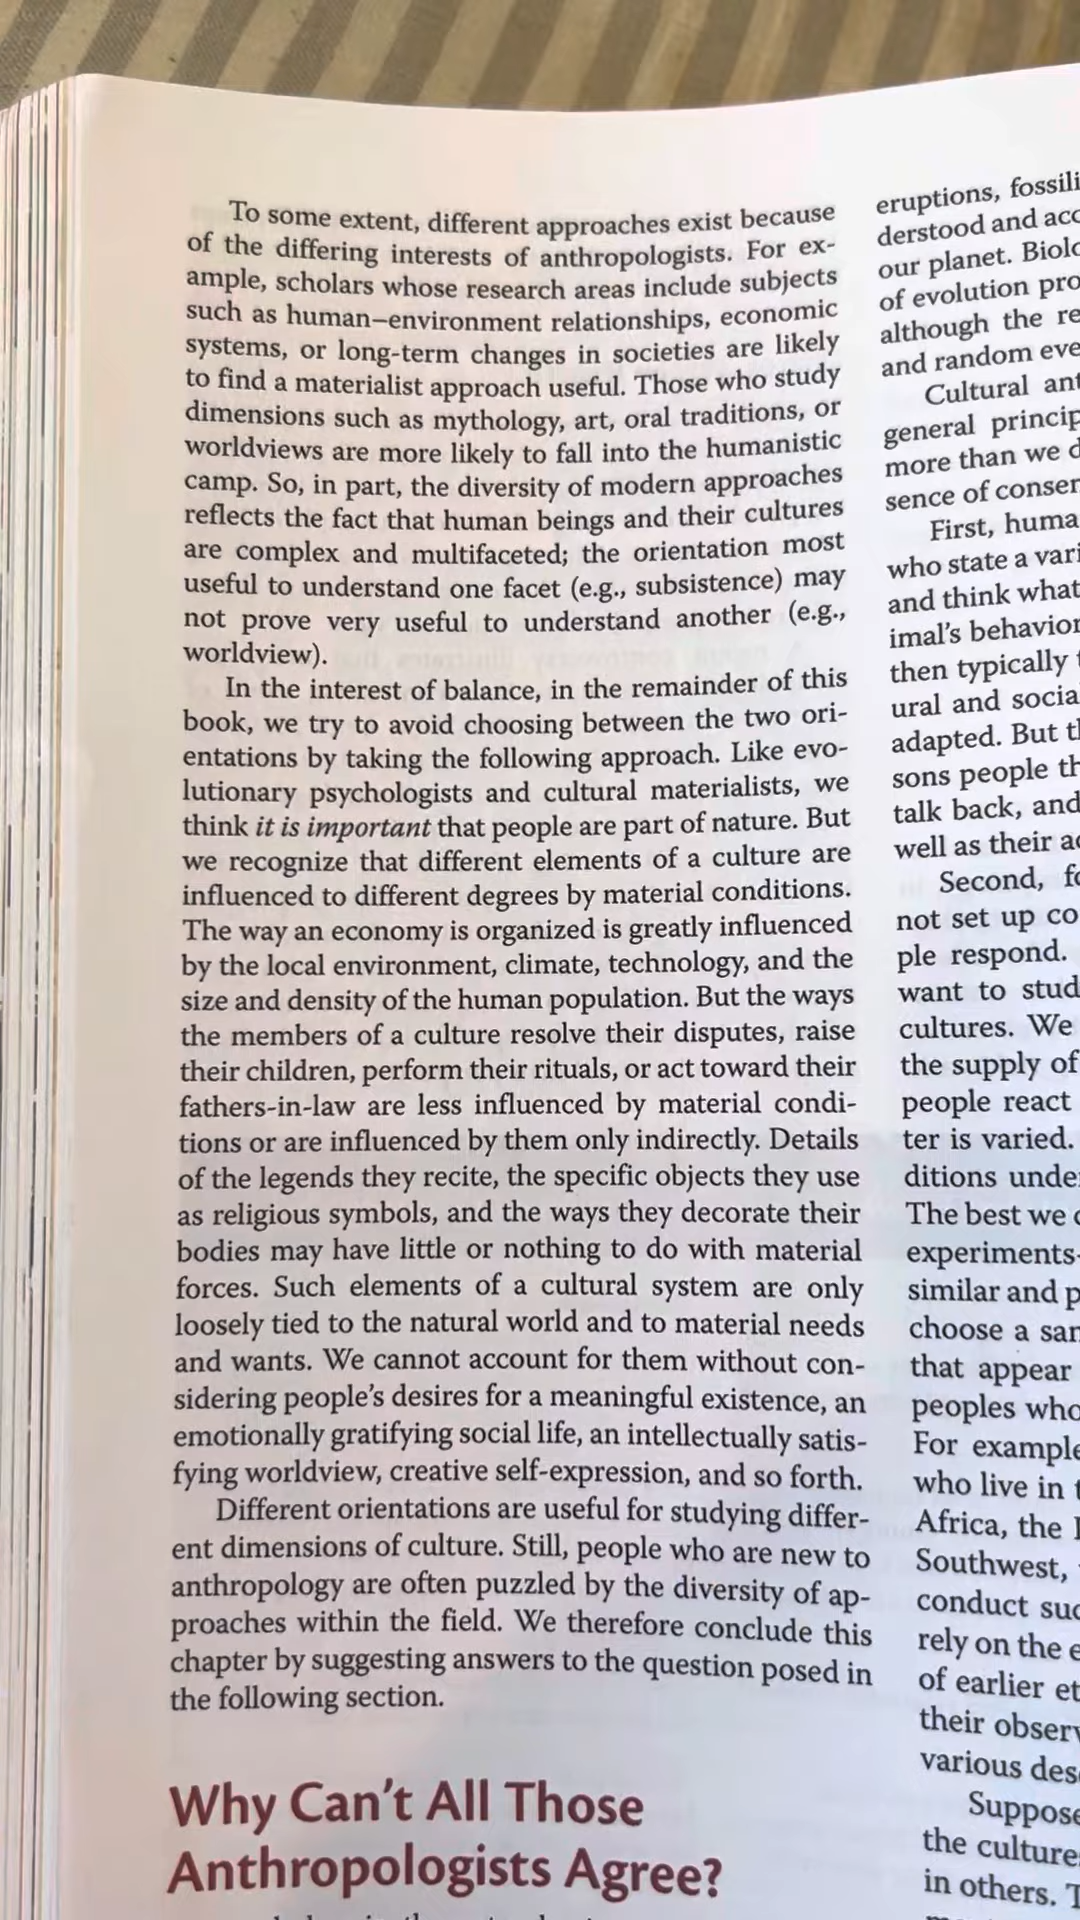 To some extent, different approaches exist because
of the differing interests of anthropologists. For ex-
ample, scholars whose research areas include subjects
such as human–environment relationships, economic
systems, or long-term changes in societies are likely
to find a materialist approach useful. Those who study
dimensions such as mythology, art, oral traditions, or
worldviews are more likely to fall into the humanistic
camp. So, in part, the diversity of modern approaches
reflects the fact that human beings and their cultures
are complex and multifaceted; the orientation most
useful to understand one facet (e.g., subsistence) may
not prove very useful to understand another (e.g.,
worldview).
In the interest of balance, in the remainder of this
book, we try to avoid choosing between the two ori-
entations by taking the following approach. Like evo-
lutionary psychologists and cultural materialists, we
think it is important that people are part of nature. But
we recognize that different elements of a culture are
influenced to different degrees by material conditions.
The way an economy is organized is greatly influenced
by the local environment, climate, technology, and the
size and density of the human population. But the ways
the members of a culture resolve their disputes, raise
their children, perform their rituals, or act toward their
fathers-in-law are less influenced by material condi-
tions or are influenced by them only indirectly. Details
of the legends they recite, the specific objects they use
as religious symbols, and the ways they decorate their
bodies may have little or nothing to do with material
forces. Such elements of a cultural system are only
loosely tied to the natural world and to material needs
and wants. We cannot account for them without con-
sidering people's desires for a meaningful existence, an
emotionally gratifying social life, an intellectually satis-
fying worldview, creative self-expression, and so forth.
Different orientations are useful for studying differ-
ent dimensions of culture. Still, people who are new to
anthropology are often puzzled by the diversity of ap-
proaches within the field. We therefore conclude this
chapter by suggesting answers to the question posed in
the following section.
Why Can't All Those
Anthropologists Agree?
eruptions,
derstood and
our planet.
of evolution
although the
and random
Cultural
general
more than we
sence of
First,
who state a
and think what
imal's
then typically
ural and
adapted. But
sons people
talk back, and
well as their
Second,
not set up
ple respond.
want to
cultures. We
the supply of
people react
ter is varied.
ditions
The best we
experiments
similar and
choose a
that appear
peoples
For
who live in
Africa, the
Southwest,
conduct
rely on the
of earlier
their
various
Suppose
the
in others.